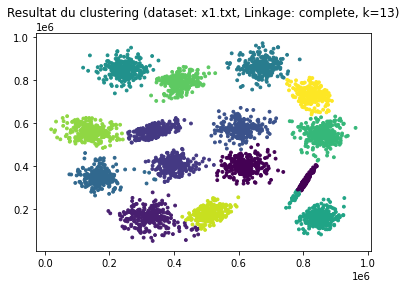 Resultat du clustering (dataset: x1.txt, Linkage: complete, k=13)
1e6
1.0
0.8
0.6
0.4
0.2
0.0 0.2 0.4 0.6 0.8 1.0
1e6